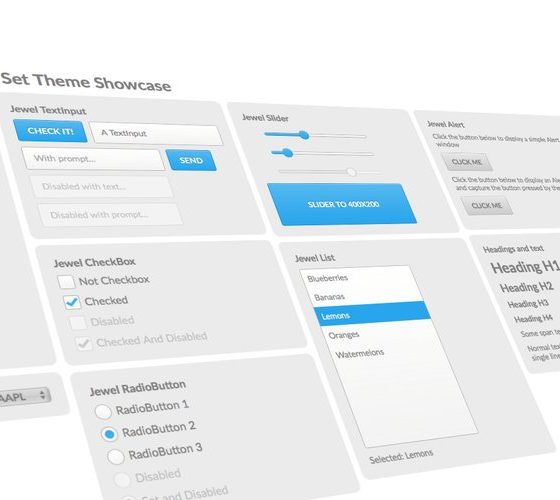 Set Theme Showcase
Jewel TextInput
CHECK IT!
A TextInput
With prompt...
SEND
Disabled with text...
Disabled with prompt...
Jewel Slider
SLIDER TO 400X200
Jewel Alert
Click the button below to display a simple Alert
window
CLICK ME
Click the button below to display an Ale
and capture the button pressed by the
CLICK ME
Jewel CheckBox
Not Checkbox
Checked
Disabled
Checked And Disabled
Jewel List
Blueberries
Bananas
Lemons
Oranges
Watermelons
Selected: Lemons
Headings and text
Heading H1
Heading H2
Heading H3
Heading H4
Some span te
Normal tex
single line
AAPL
Jewel RadioButton
RadioButton 1
RadioButton 2
RadioButton 3
Disabled
Set and Disabled